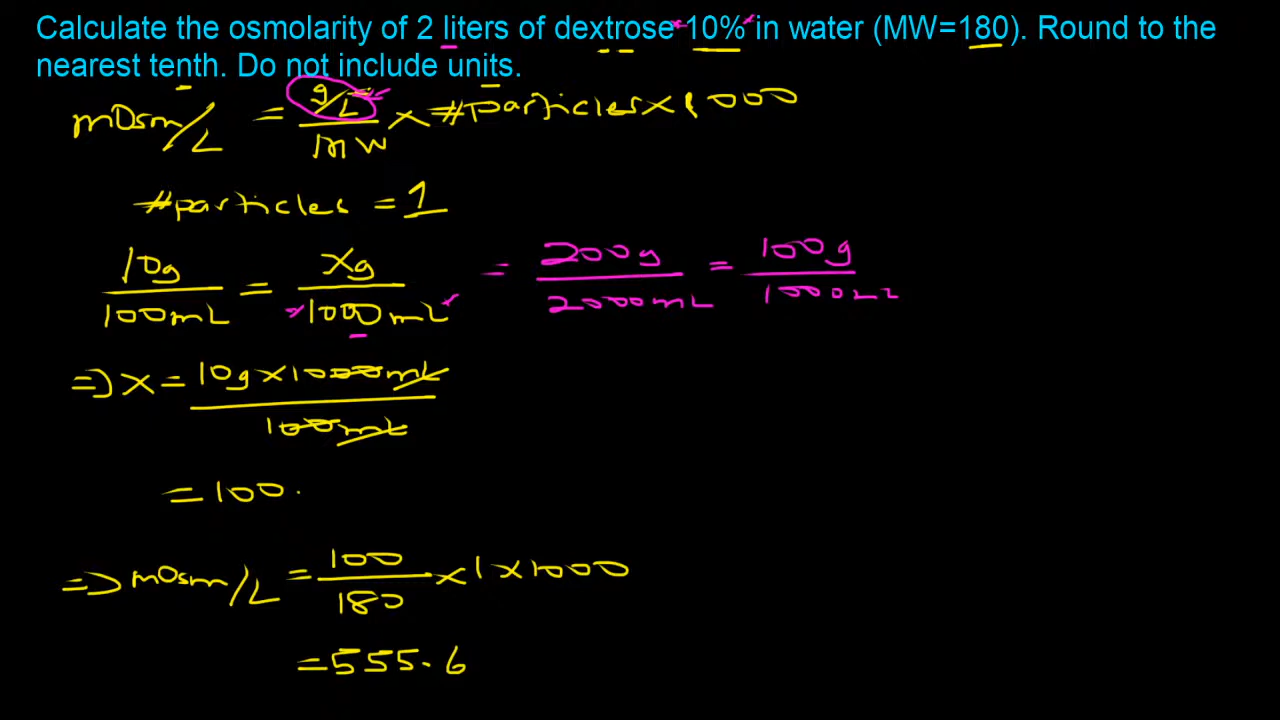 Calculate the osmolarity of 2 liters of dextrose 10% in water (MW=180). Round to the
nearest tenth. Do not include units.
mOsm/L = g/L / MW × #particles × 1000
#particles = 1
10g / 100mL = Xg / 1000mL = 200g / 2000mL = 100g / 1000mL
=> X = 10g × 1000mL / 100mL
= 100.
=> mOsm/L = 100 / 180 × 1 × 1000
= 555.6